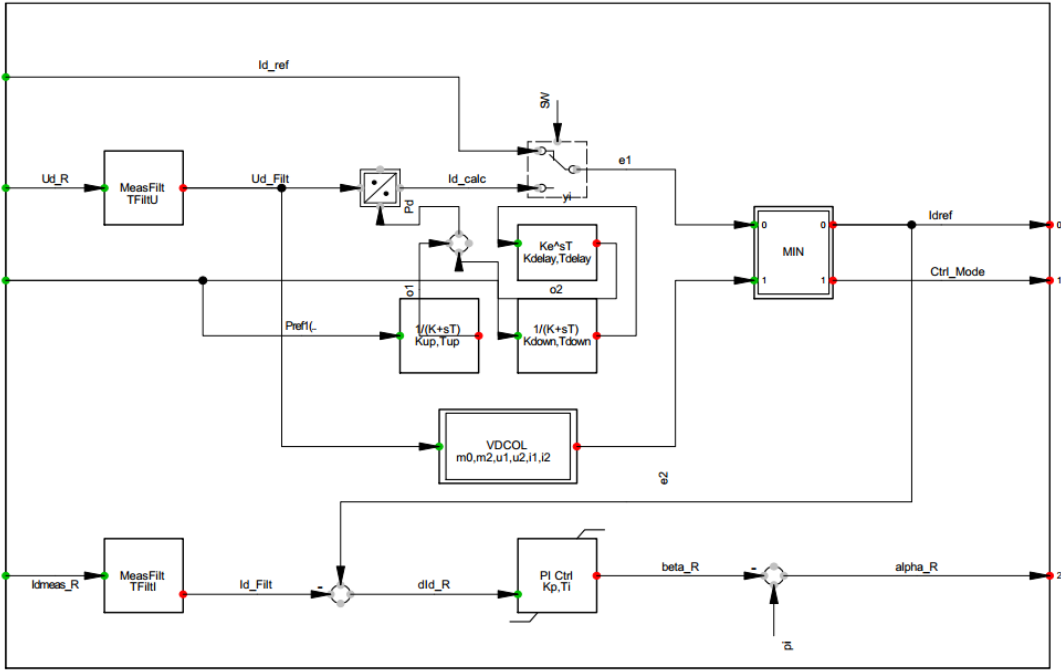 Id_ref
SW
e1
Ud_R
MeasFilt
TFiltU
Ud_Filt
Id_calc
yi
Pd
Idref
0
0
0
Ke^sT
Kdelay,Tdelay
MIN
Ctrl_Mode
1
1
1
o1
o2
Pref1(..
1/(K+sT)
Kup,Tup
1/(K+sT)
Kdown,Tdown
VDCOL
m0,m2,u1,u2,i1,i2
e2
Idmeas_R
MeasFilt
TFiltI
Id_Filt
-
dId_R
PI Ctrl
Kp,Ti
beta_R
-
alpha_R
2
pi